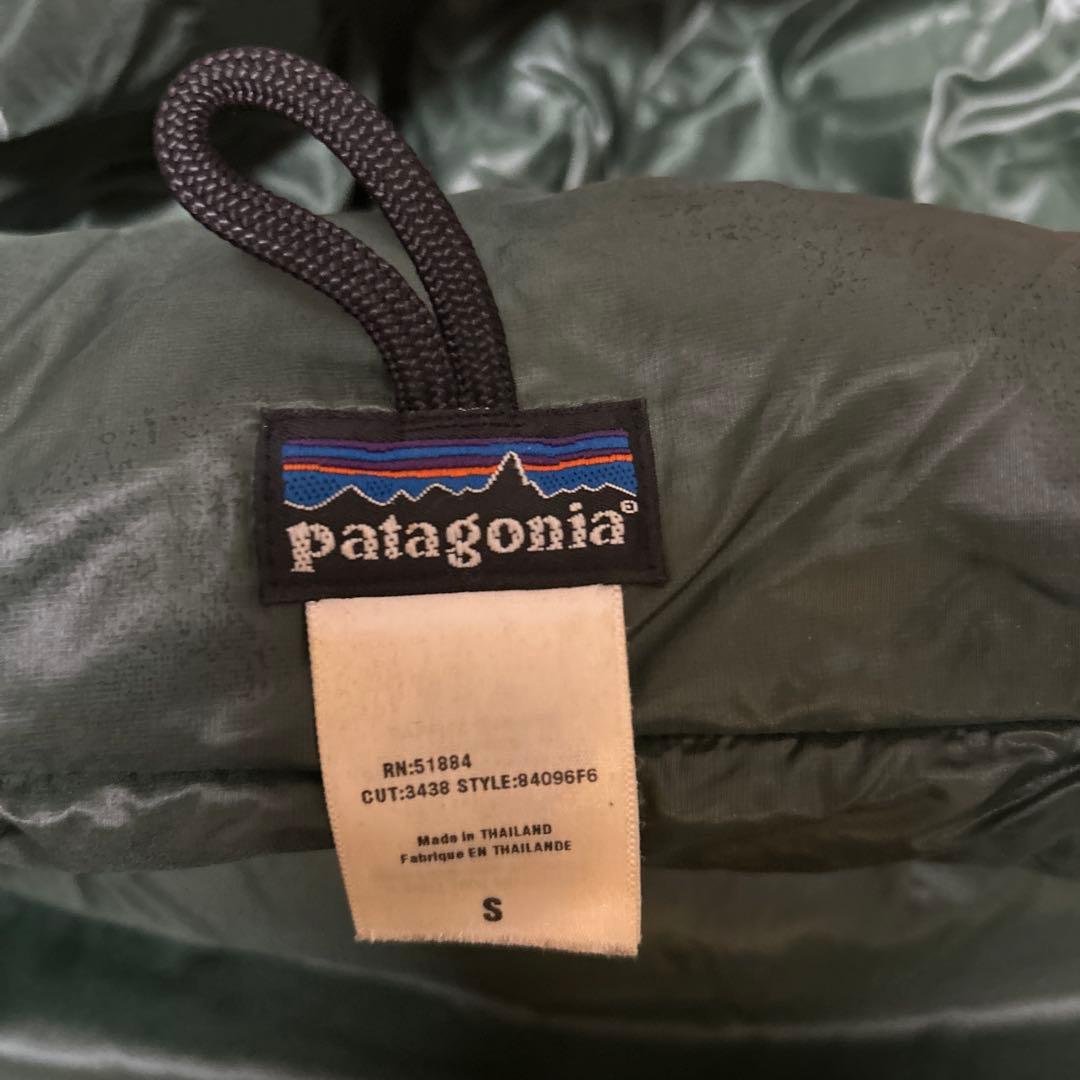 patagonia®
RN:51884
CUT:3438 STYLE:84096F6
Made in THAILAND
Fabrique EN THAILANDE
S